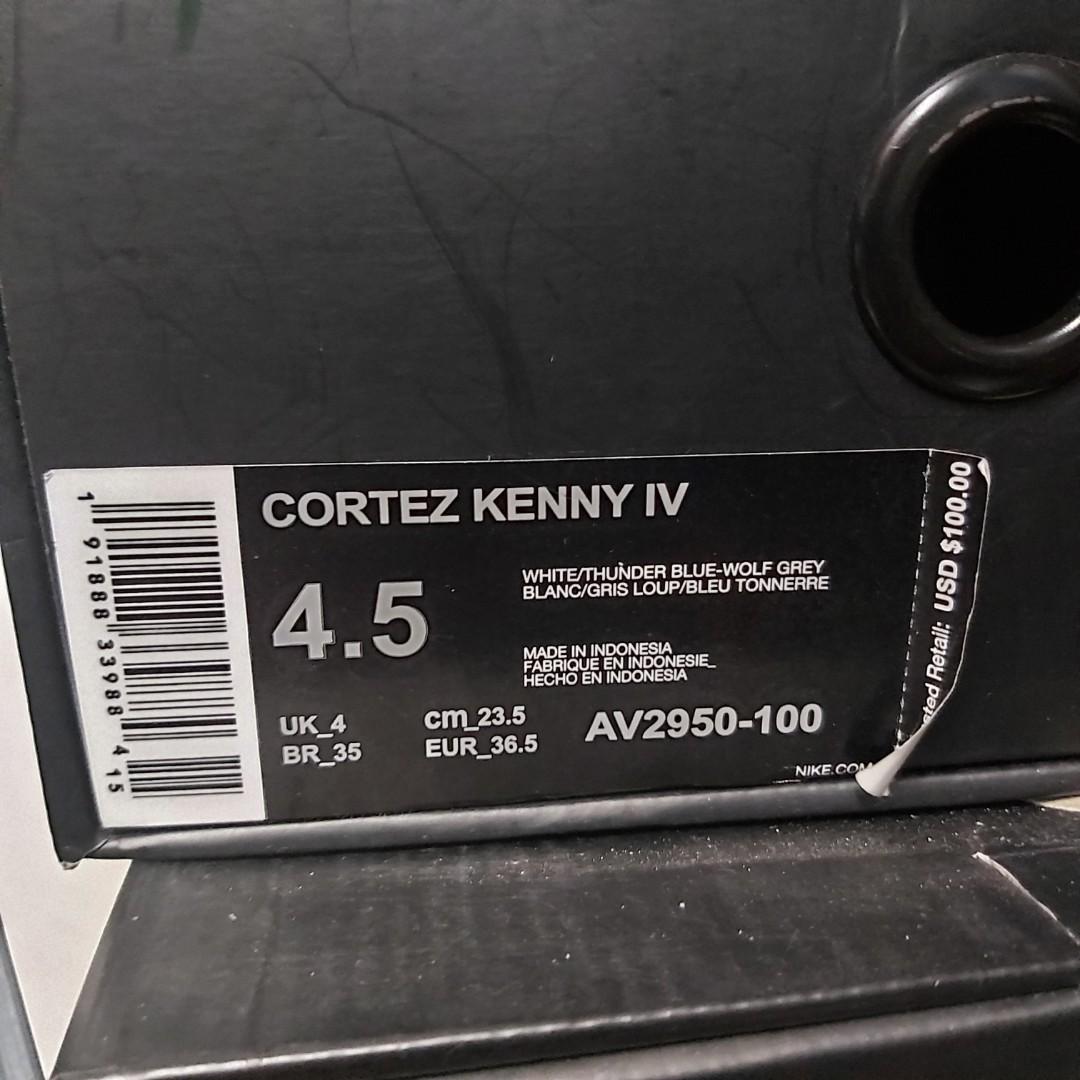 CORTEZ KENNY IV
4.5
WHITE/THUNDER BLUE-WOLF GREY
BLANC/GRIS LOUP/BLEU TONNERRE
MADE IN INDONESIA
FABRIQUE EN INDONESIE_
HECHO EN INDONESIA
UK_4
cm_23.5
BR_35
EUR_36.5
AV2950-100
NIKE.COM
Retail: USD $100.00
1 91888 33988 4 15